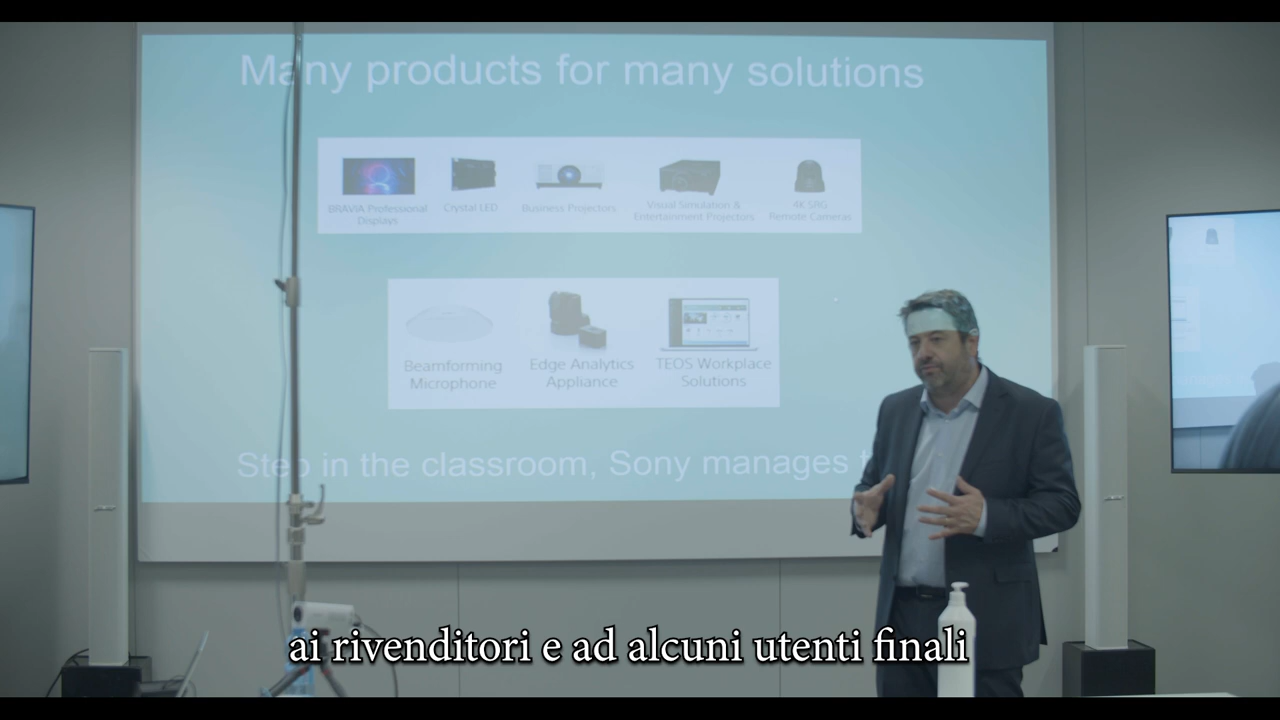 Many products for many solutions
BRAVIA Professional
Displays
Crystal LED
Business Projectors
Visual Simulation &
Entertainment Projectors
4K SRG
Remote Cameras
Beamforming
Microphone
Edge Analytics
Appliance
TEOS Workplace
Solutions
Step in the classroom, Sony manages
ai rivenditori e ad alcuni utenti finali